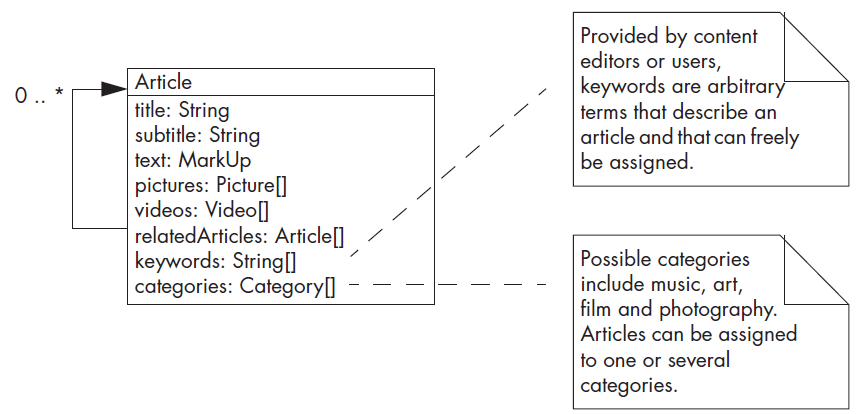 0 .. *
Article
title: String
subtitle: String
text: MarkUp
pictures: Picture[]
videos: Video[]
relatedArticles: Article[]
keywords: String[]
categories: Category[]
Provided by content
editors or users,
keywords are arbitrary
terms that describe an
article and that can freely
be assigned.
Possible categories
include music, art,
film and photography.
Articles can be assigned
to one or several
categories.